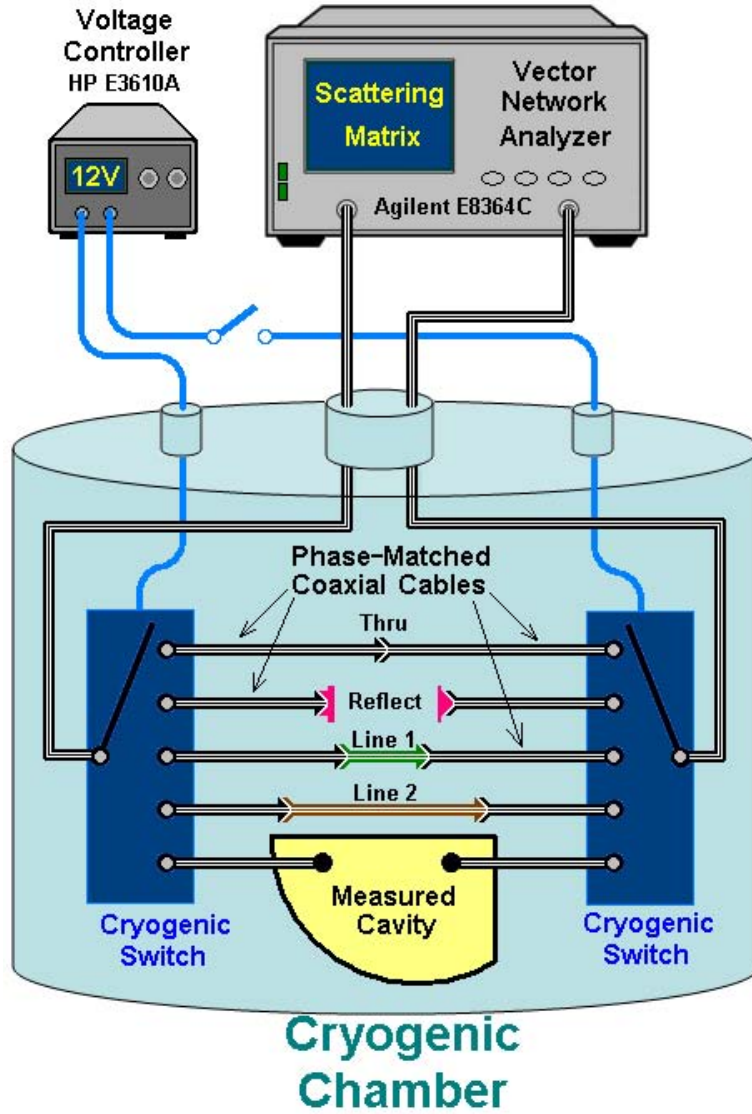 Voltage
Controller
HP E3610A
12V
Scattering
Matrix
Vector
Network
Analyzer
Agilent E8364C
Phase-Matched
Coaxial Cables
Thru
Reflect
Line 1
Line 2
Measured
Cavity
Cryogenic
Switch
Cryogenic
Switch
Cryogenic
Chamber